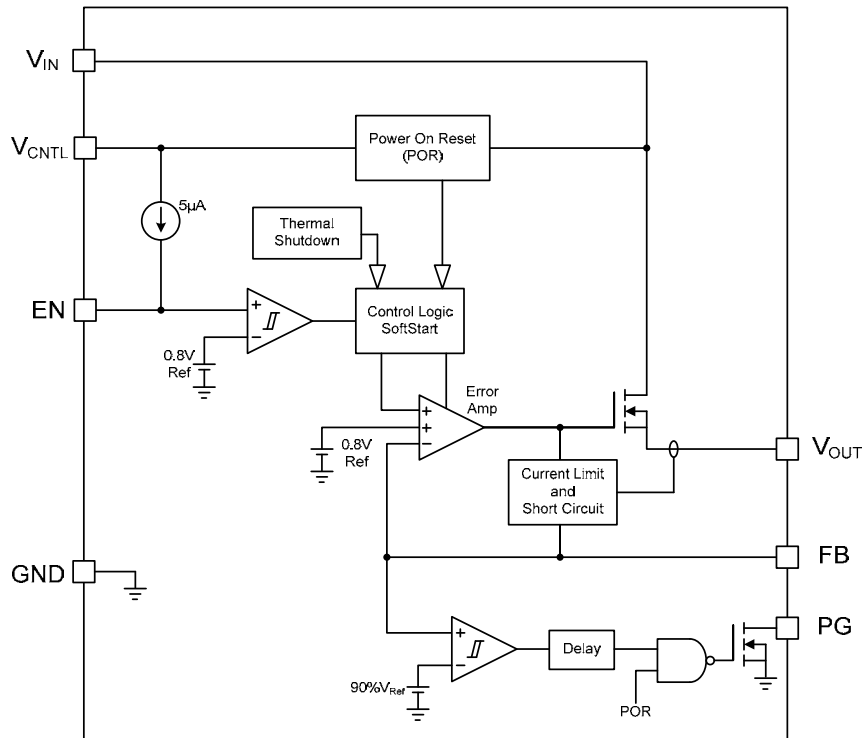 VIN
Power On Reset
(POR)
VCNTL
5µA
Thermal
Shutdown
EN
+
−
Control Logic
SoftStart
0.8V
Ref
Error
Amp
+
+
−
0.8V
Ref
VOUT
Current Limit
and
Short Circuit
GND
FB
PG
+
−
Delay
90%VRef
POR